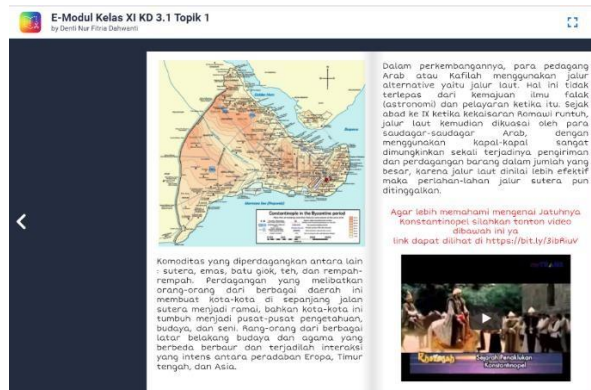 E-Modul Kelas XI KD 3.1 Topik 1
by Denti Nur Fitria Dahwanti
Constantinople in the Byzantine period
Komoditas yang diperdagangkan antara lain
: sutera, emas, batu giok, teh, dan rempah-
rempah. Perdagangan yang melibatkan
orang-orang dari berbagai daerah ini
membuat kota-kota di sepanjang jalan
sutera menjadi ramai, bahkan kota-kota ini
tumbuh menjadi pusat-pusat pengetahuan,
budaya, dan seni. Rang-orang dari berbagai
latar belakang budaya dan agama yang
berbeda berbaur dan terjadilah interaksi
yang intens antara peradaban Eropa, Timur
tengah, dan Asia.
Dalam perkembangannya, para pedagang
Arab atau Kafilah menggunakan jalur
alternative yaitu jalur laut. Hal ini tidak
terlepas dari kemajuan ilmu falak
(astronomi) dan pelayaran ketika itu. Sejak
abad ke IX ketika kekaisaran Romawi runtuh,
jalur laut kemudian dikuasai oleh para
saudagar-saudagar Arab, dengan
menggunakan kapal-kapal sangat
dimungkinkan sekali terjadinya pengiriman
dan perdagangan barang dalam jumlah yang
besar, karena jalur laut dinilai lebih efektif
maka perlahan-lahan jalur sutera pun
ditinggalkan.
Agar lebih memahami mengenai Jatuhnya
Konstantinopel silahkan tonton video
dibawah ini ya
link dapat dilihat di https://bit.ly/3ibRiuV
Khazanah
Sejarah Penaklukan
Konstantinopel